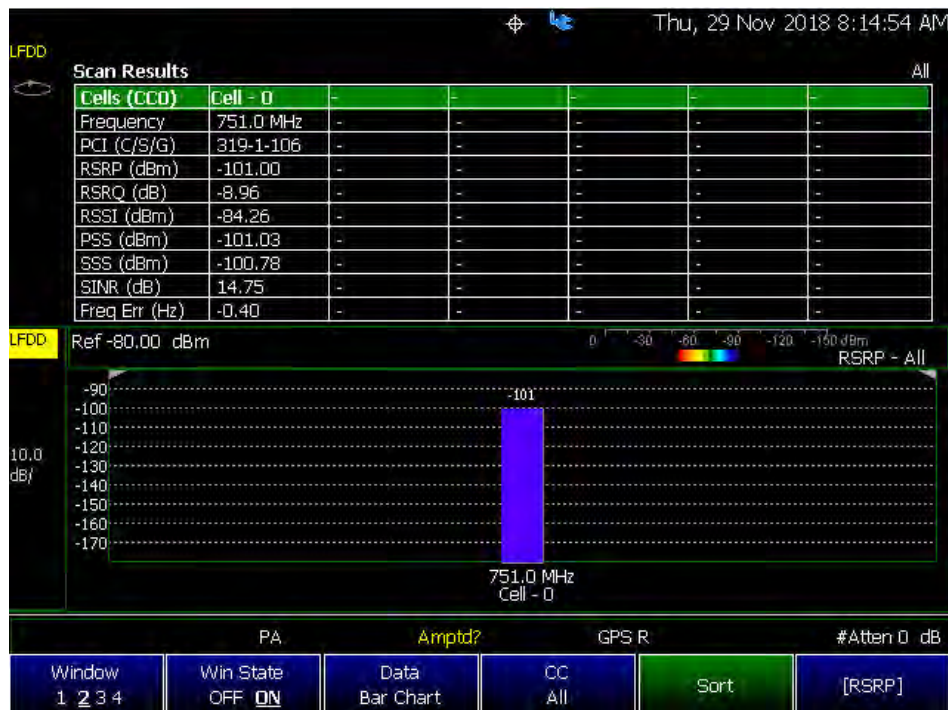 Thu, 29 Nov 2018 8:14:54 AM
LFDD
Scan Results All
Cells (CC0) Cell - 0 - - - - -
Frequency 751.0 MHz - - - - -
PCI (C/S/G) 319-1-106 - - - - -
RSRP (dBm) -101.00 - - - - -
RSRQ (dB) -8.96 - - - - -
RSSI (dBm) -84.26 - - - - -
PSS (dBm) -101.03 - - - - -
SSS (dBm) -100.78 - - - - -
SINR (dB) 14.75 - - - - -
Freq Err (Hz) -0.40 - - - - -
LFDD Ref -80.00 dBm 0 -30 -60 -90 -120 -150 dBm
RSRP - All
-90
-101
-100
-110
-120
10.0
dB/
-130
-140
-150
-160
-170
751.0 MHz
Cell - 0
PA Amptd? GPS R #Atten 0 dB
Window Win State Data CC Sort [RSRP]
1 2 3 4 OFF ON Bar Chart All